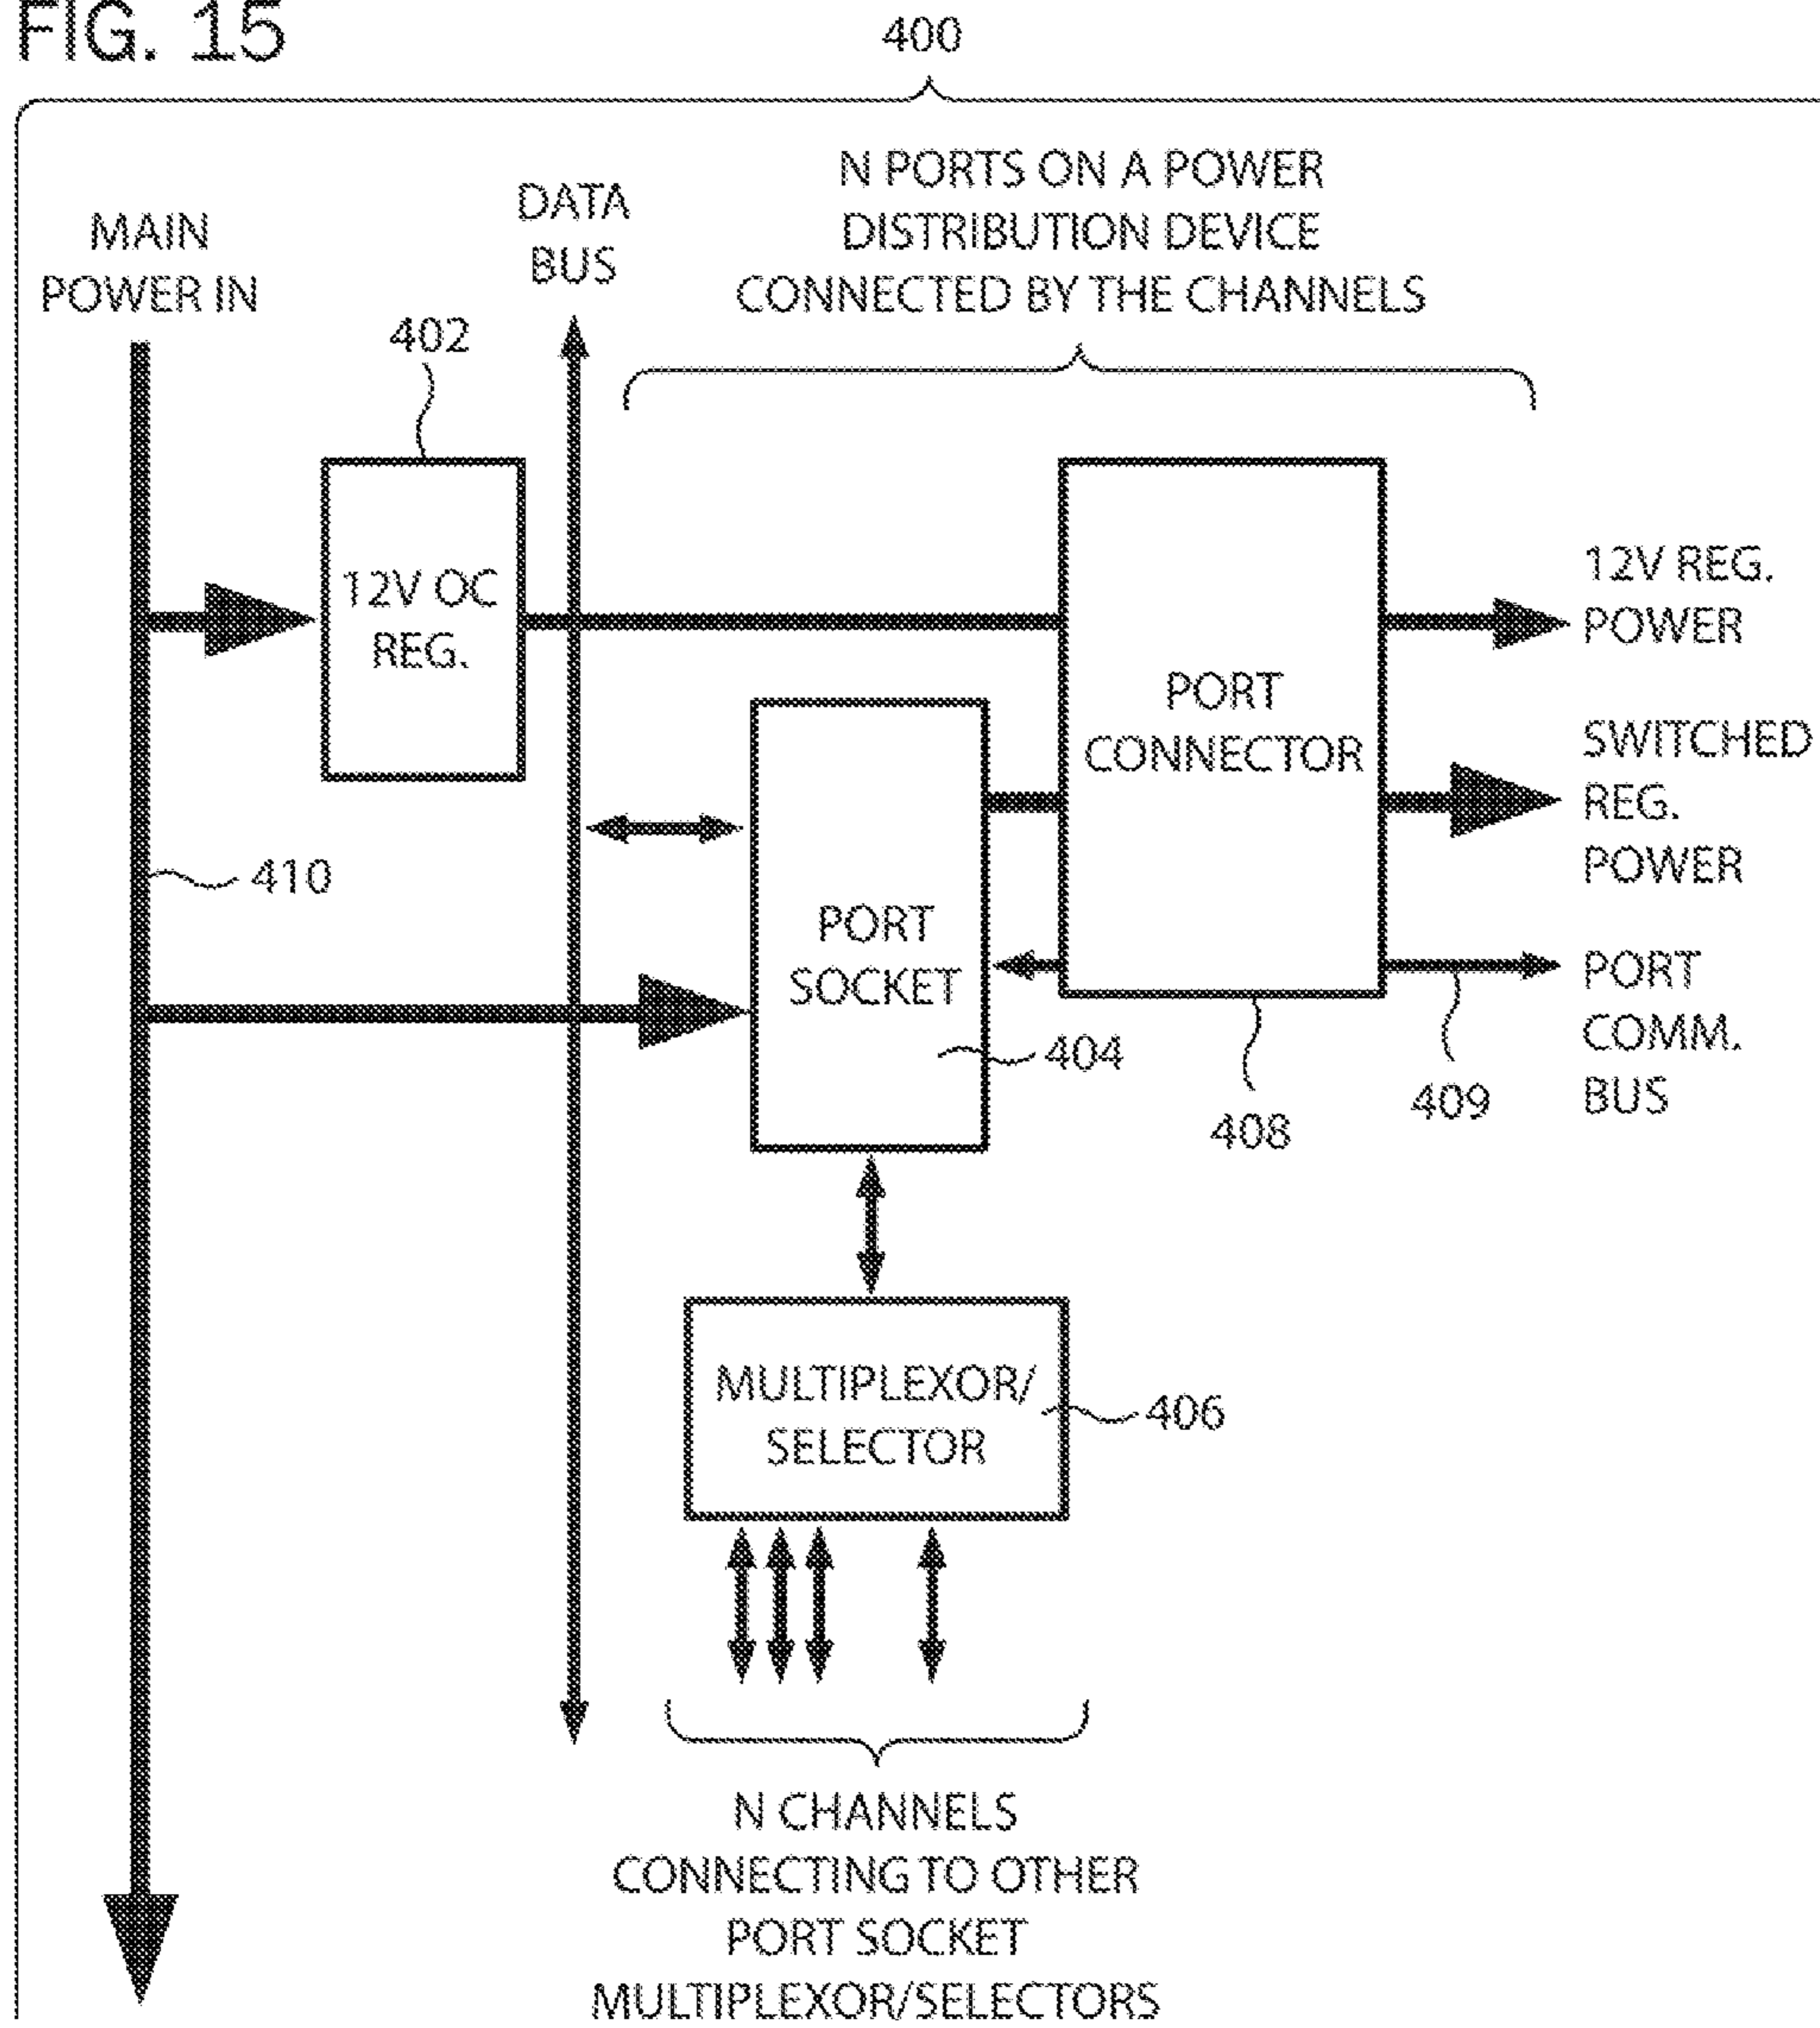 FIG. 15
400
N PORTS ON A POWER
DISTRIBUTION DEVICE
CONNECTED BY THE CHANNELS
DATA
BUS
MAIN
POWER IN
402
12V OC
REG.
PORT
CONNECTOR
12V REG.
POWER
SWITCHED
REG.
POWER
410
PORT
SOCKET
PORT
COMM.
BUS
404
408
409
MULTIPLEXOR/
SELECTOR
406
N CHANNELS
CONNECTING TO OTHER
PORT SOCKET
MULTIPLEXOR/SELECTORS